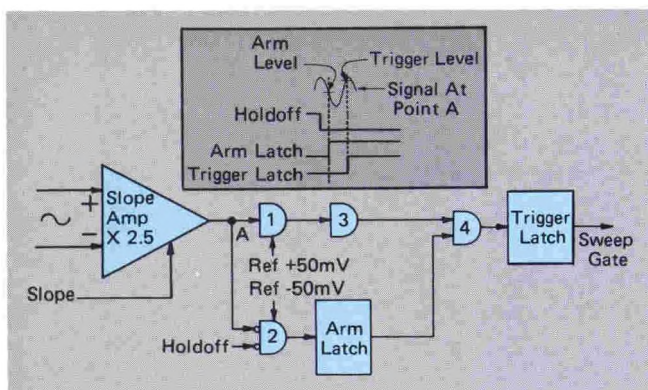 Arm
Level
Trigger Level
Signal At
Point A
Holdoff
Arm Latch
Trigger Latch
Slope
Amp
X 2.5
+
−
A
1
3
4
Trigger
Latch
Sweep
Gate
Ref +50mV
Ref -50mV
Slope
2
Holdoff
Arm
Latch